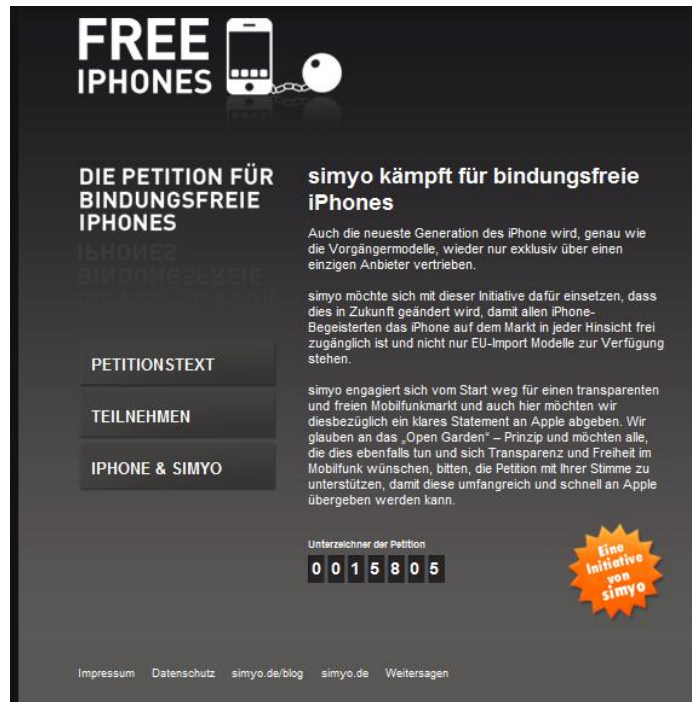 FREE
IPHONES
DIE PETITION FÜR
BINDUNGSFREIE
IPHONES
simyo kämpft für bindungsfreie
iPhones
Auch die neueste Generation des iPhone wird, genau wie
die Vorgängermodelle, wieder nur exklusiv über einen
einzigen Anbieter vertrieben.
simyo möchte sich mit dieser Initiative dafür einsetzen, dass
dies in Zukunft geändert wird, damit allen iPhone-
Begeisterten das iPhone auf dem Markt in jeder Hinsicht frei
zugänglich ist und nicht nur EU-Import Modelle zur Verfügung
stehen.
simyo engagiert sich vom Start weg für einen transparenten
und freien Mobilfunkmarkt und auch hier möchten wir
diesbezüglich ein klares Statement an Apple abgeben. Wir
glauben an das „Open Garden“ – Prinzip und möchten alle,
die dies ebenfalls tun und sich Transparenz und Freiheit im
Mobilfunk wünschen, bitten, die Petition mit Ihrer Stimme zu
unterstützen, damit diese umfangreich und schnell an Apple
übergeben werden kann.
PETITIONSTEXT
TEILNEHMEN
IPHONE & SIMYO
Unterzeichner der Petition
0 0 1 5 8 0 5
Eine
Initiative
von
simyo
Impressum Datenschutz simyo.de/blog simyo.de Weitersagen